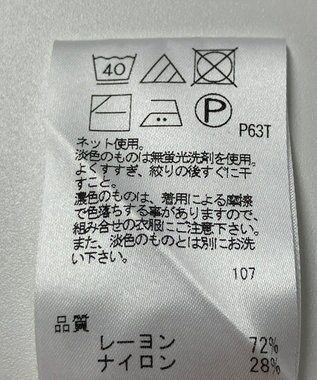 40
P
P63T
ネット使用。
淡色のものは無蛍光洗剤を使用。
よくすすぎ、絞りの後すぐに干
すこと。
濃色のものは、着用による摩擦
で色落ちする事がありますので、
組み合せの衣服にご注意下さい。
また、淡色のものとは別にお洗
い下さい。
107
品質
レーヨン 72%
ナイロン 28%